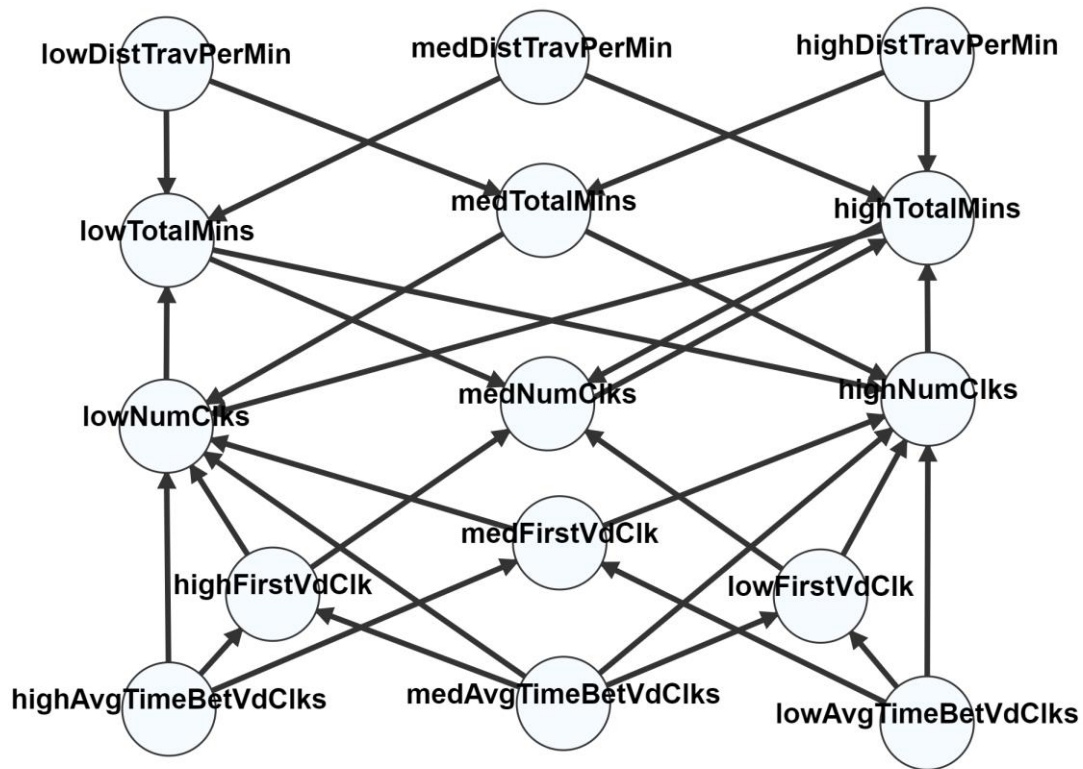 lowDistTravPerMin
medDistTravPerMin
highDistTravPerMin
lowTotalMins
medTotalMins
highTotalMins
lowNumClks
medNumClks
highNumClks
medFirstVdClk
highFirstVdClk
lowFirstVdClk
highAvgTimeBetVdClks
medAvgTimeBetVdClks
lowAvgTimeBetVdClks